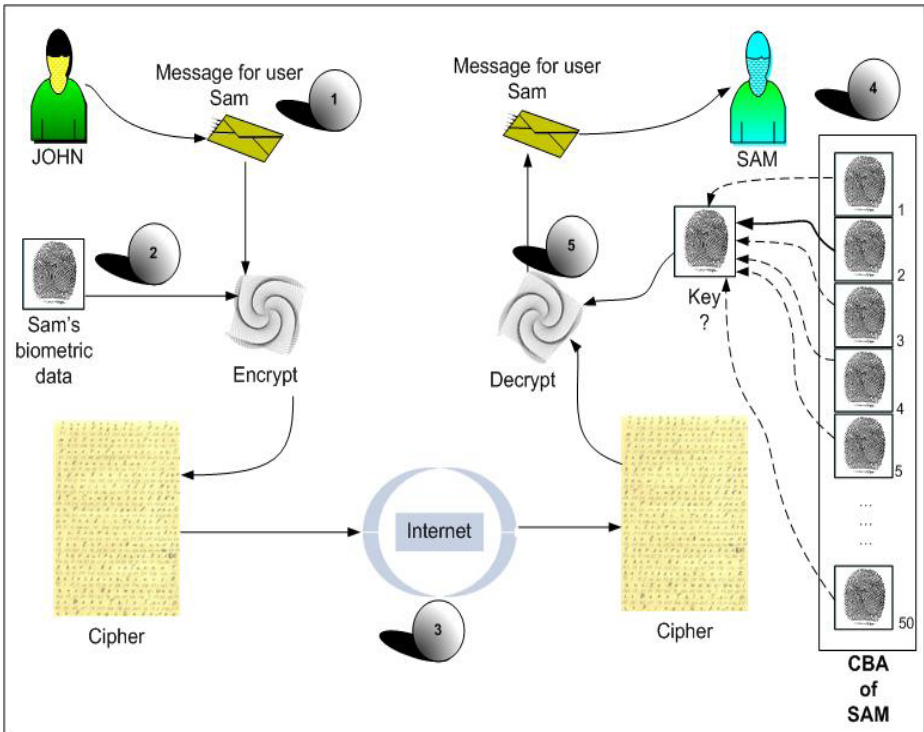 JOHN
Message for user
Sam
1
2
Sam's
biometric
data
Encrypt
Cipher
Internet
3
Message for user
Sam
SAM
4
5
Decrypt
Key
?
Cipher
1
2
3
4
5
...
...
...
50
CBA
of
SAM